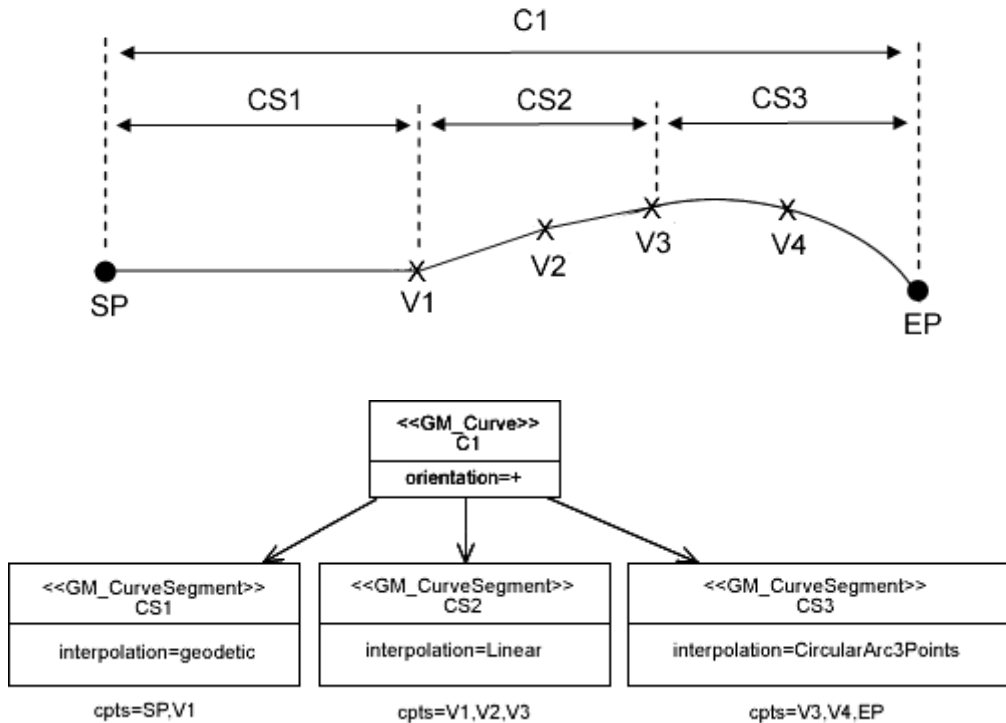 C1
CS1 CS2 CS3
SP V1 V2 V3 V4 EP
<<GM_Curve>>
C1
orientation=+
<<GM_CurveSegment>>
CS1
interpolation=geodetic
cpts=SP,V1
<<GM_CurveSegment>>
CS2
interpolation=Linear
cpts=V1,V2,V3
<<GM_CurveSegment>>
CS3
interpolation=CircularArc3Points
cpts=V3,V4,EP